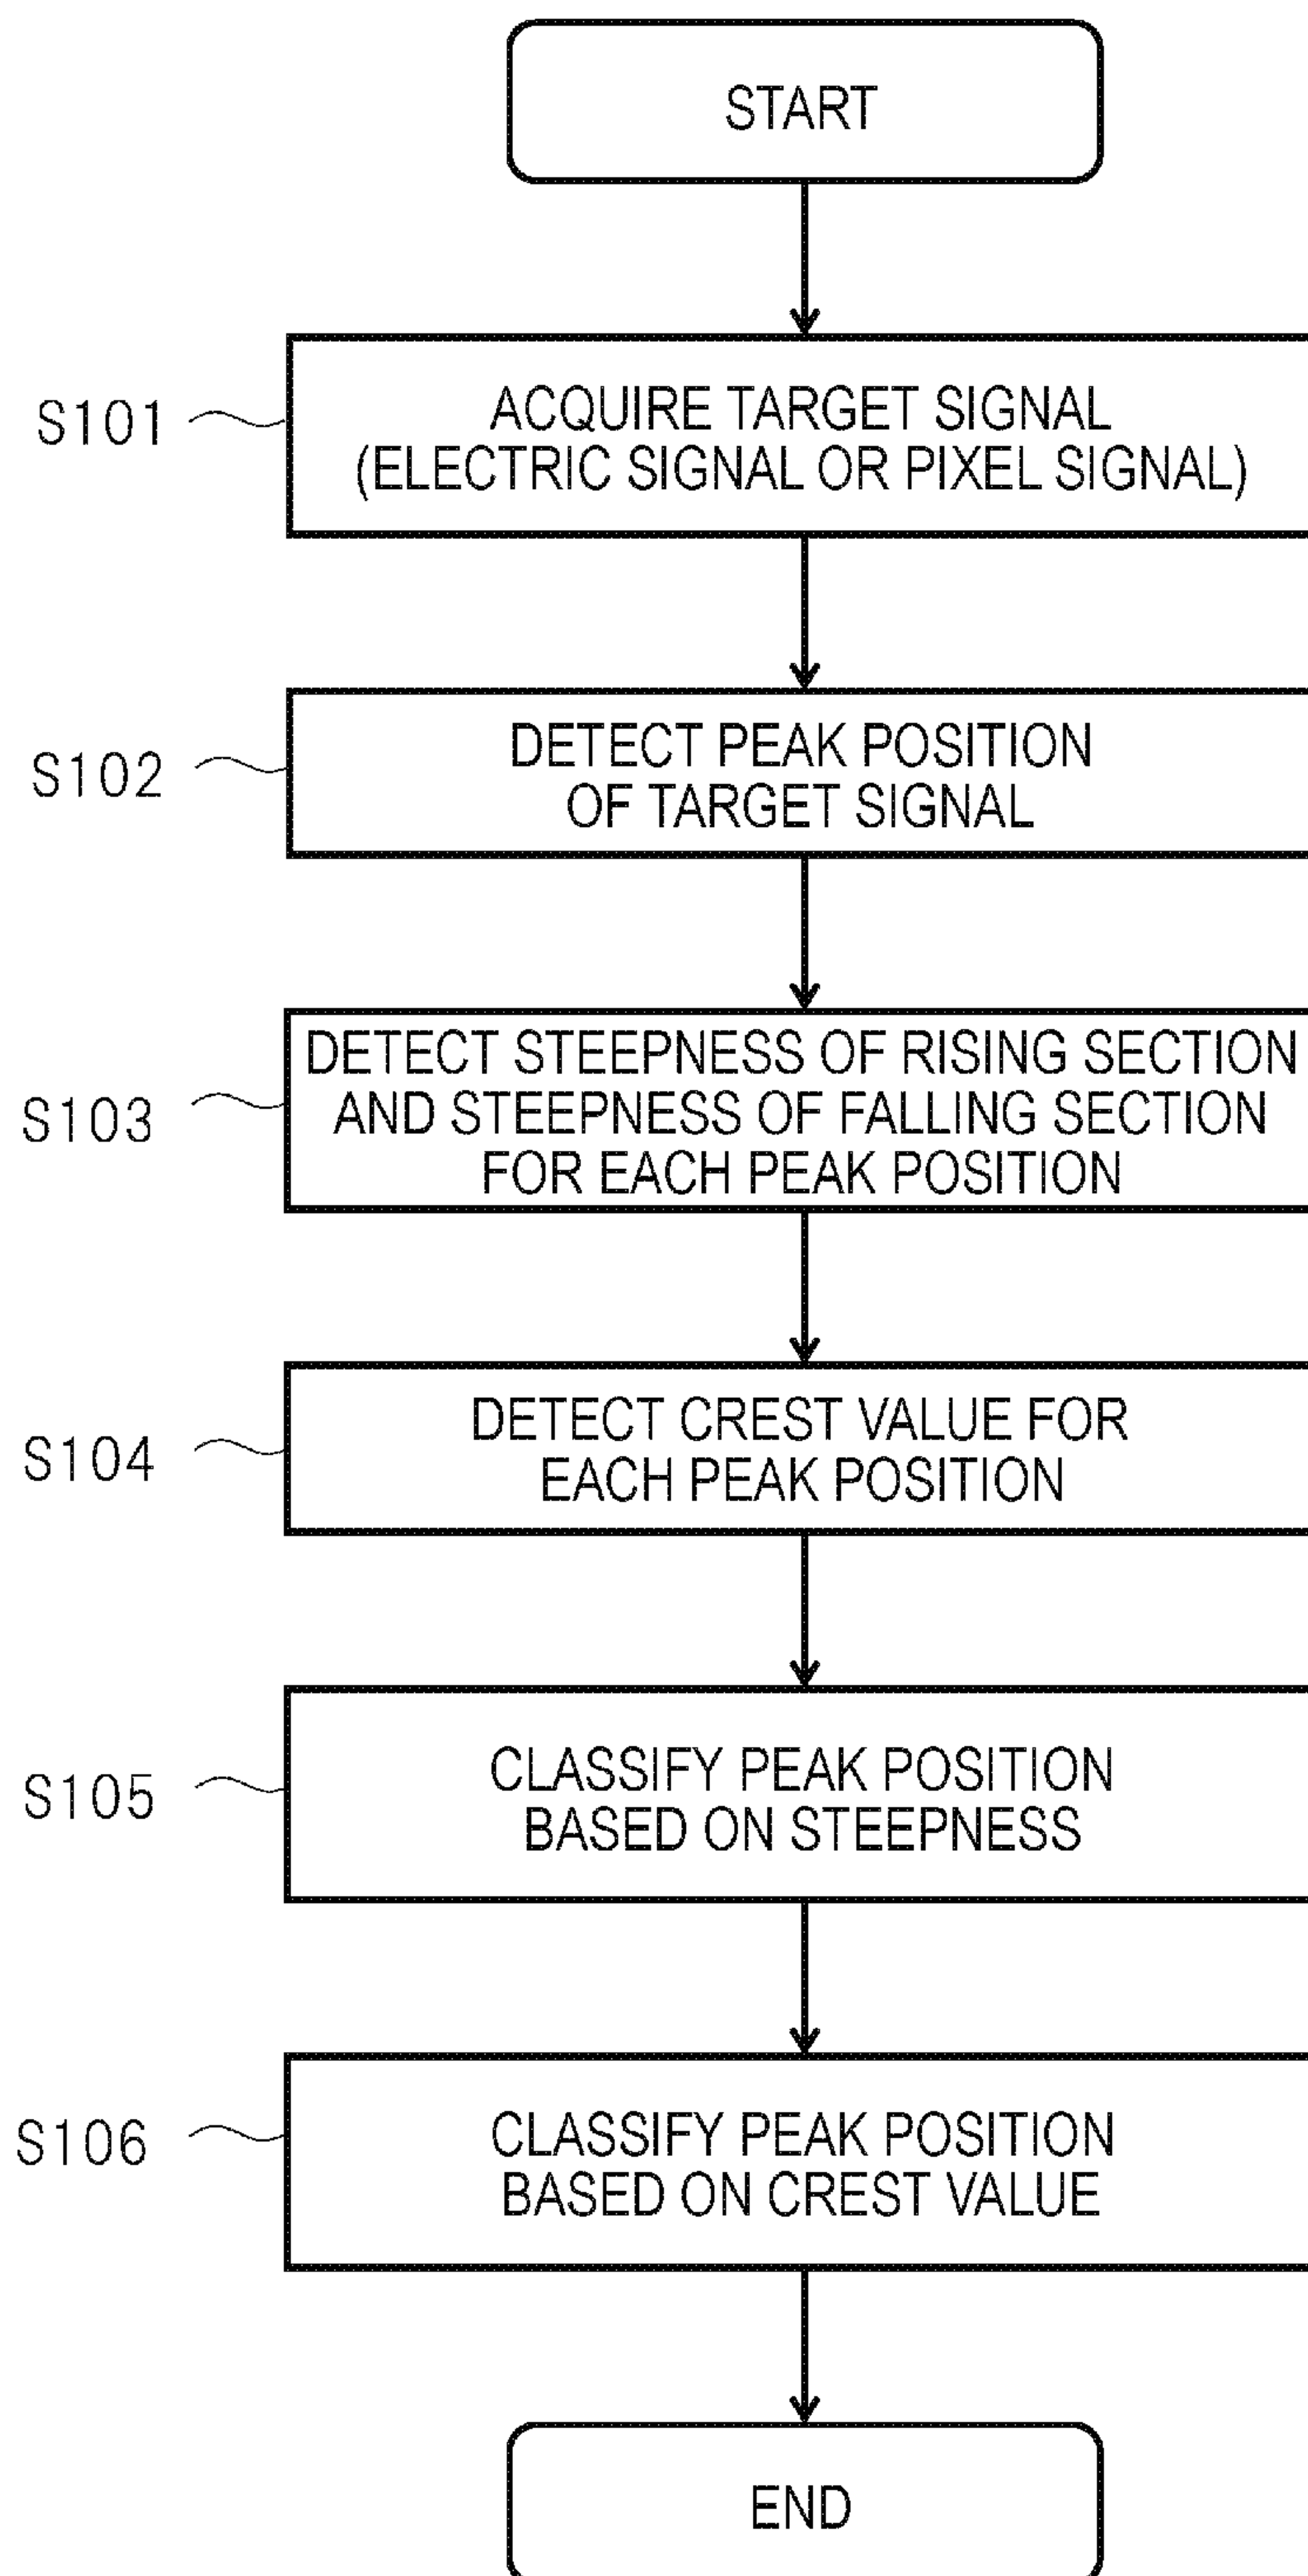 START
S101
ACQUIRE TARGET SIGNAL
(ELECTRIC SIGNAL OR PIXEL SIGNAL)
S102
DETECT PEAK POSITION
OF TARGET SIGNAL
S103
DETECT STEEPNESS OF RISING SECTION
AND STEEPNESS OF FALLING SECTION
FOR EACH PEAK POSITION
S104
DETECT CREST VALUE FOR
EACH PEAK POSITION
S105
CLASSIFY PEAK POSITION
BASED ON STEEPNESS
S106
CLASSIFY PEAK POSITION
BASED ON CREST VALUE
END